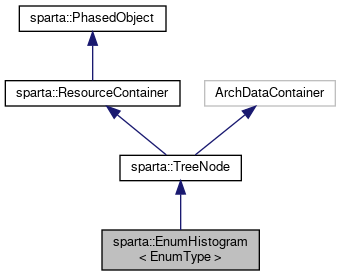 sparta::PhasedObject
sparta::ResourceContainer
ArchDataContainer
sparta::TreeNode
sparta::EnumHistogram
< EnumType >